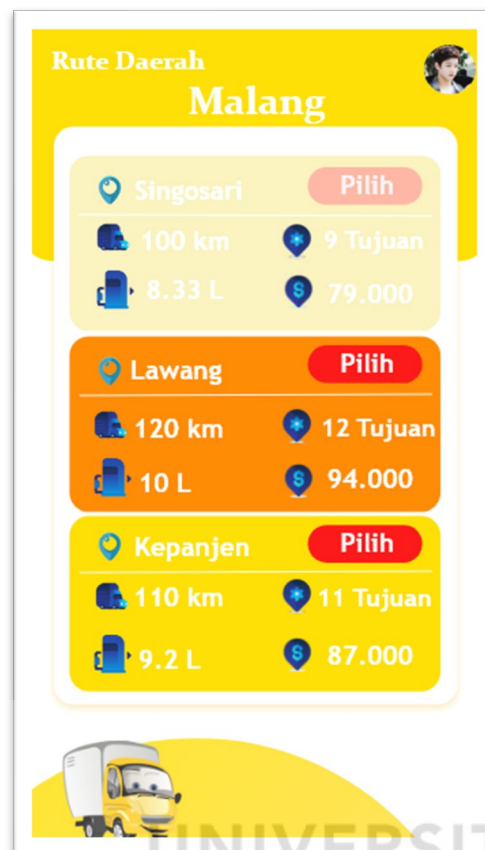 Rute Daerah
Malang
Singosari Pilih
100 km 9 Tujuan
8.33 L 79.000
Lawang Pilih
120 km 12 Tujuan
10 L 94.000
Kepanjen Pilih
110 km 11 Tujuan
9.2 L 87.000